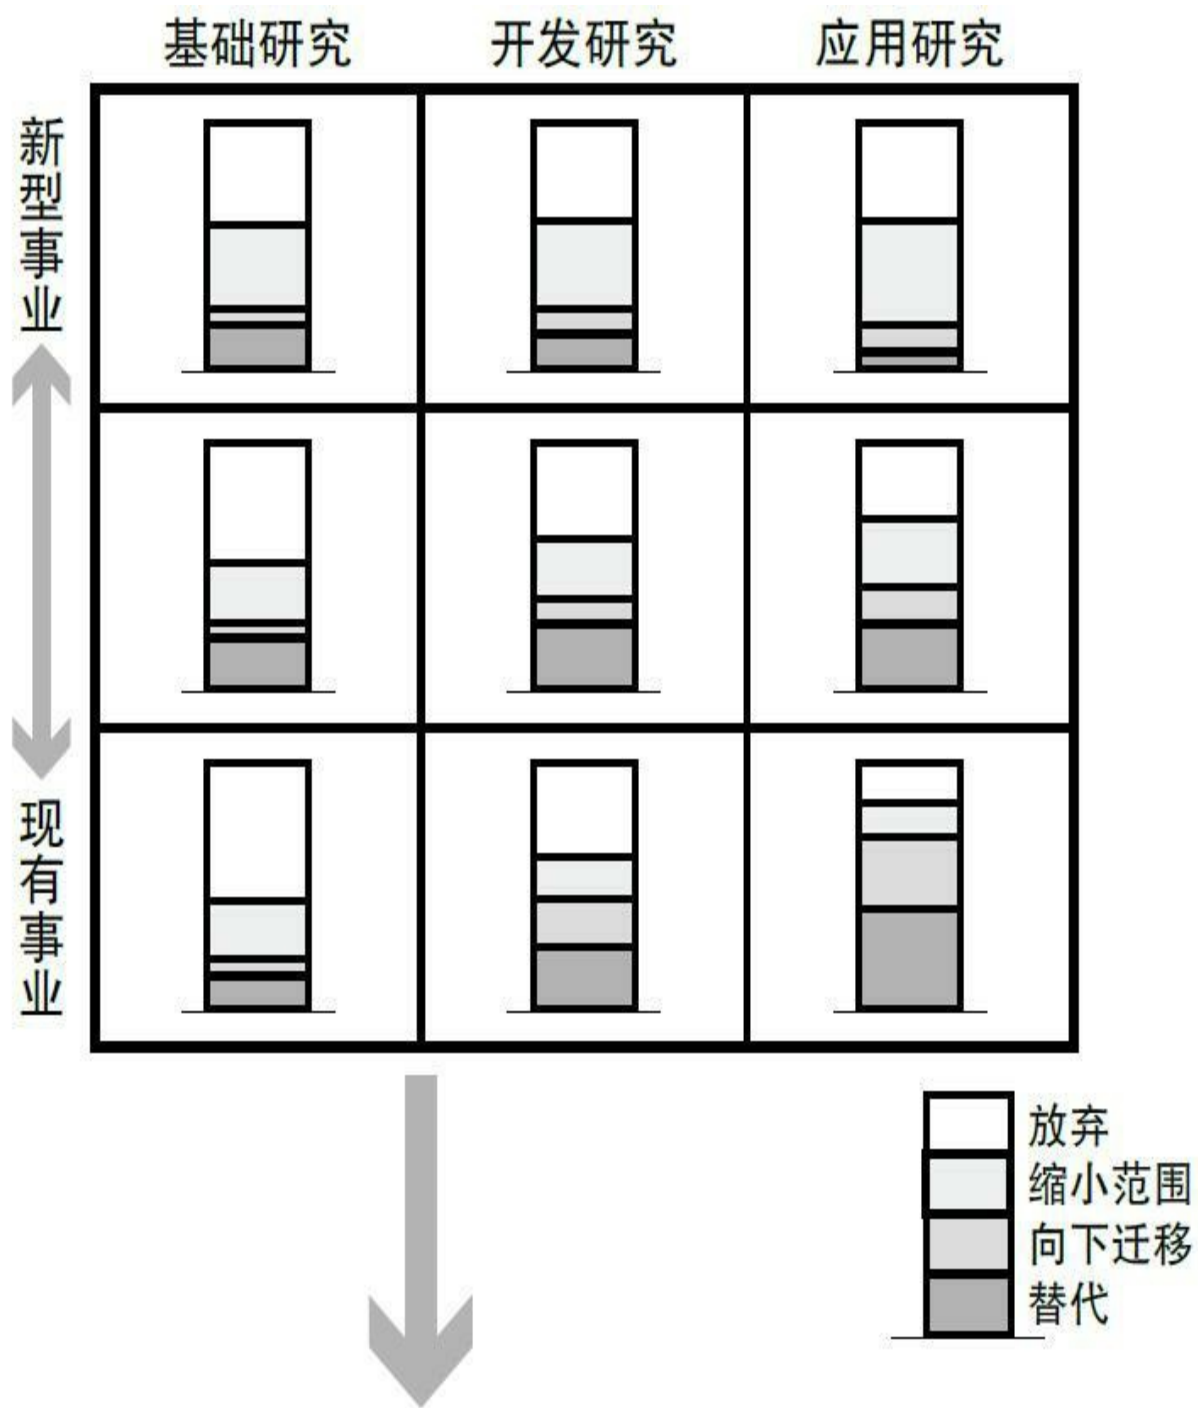 基础研究
开发研究
应用研究
新型事业
现有事业
放弃
缩小范围
向下迁移
替代